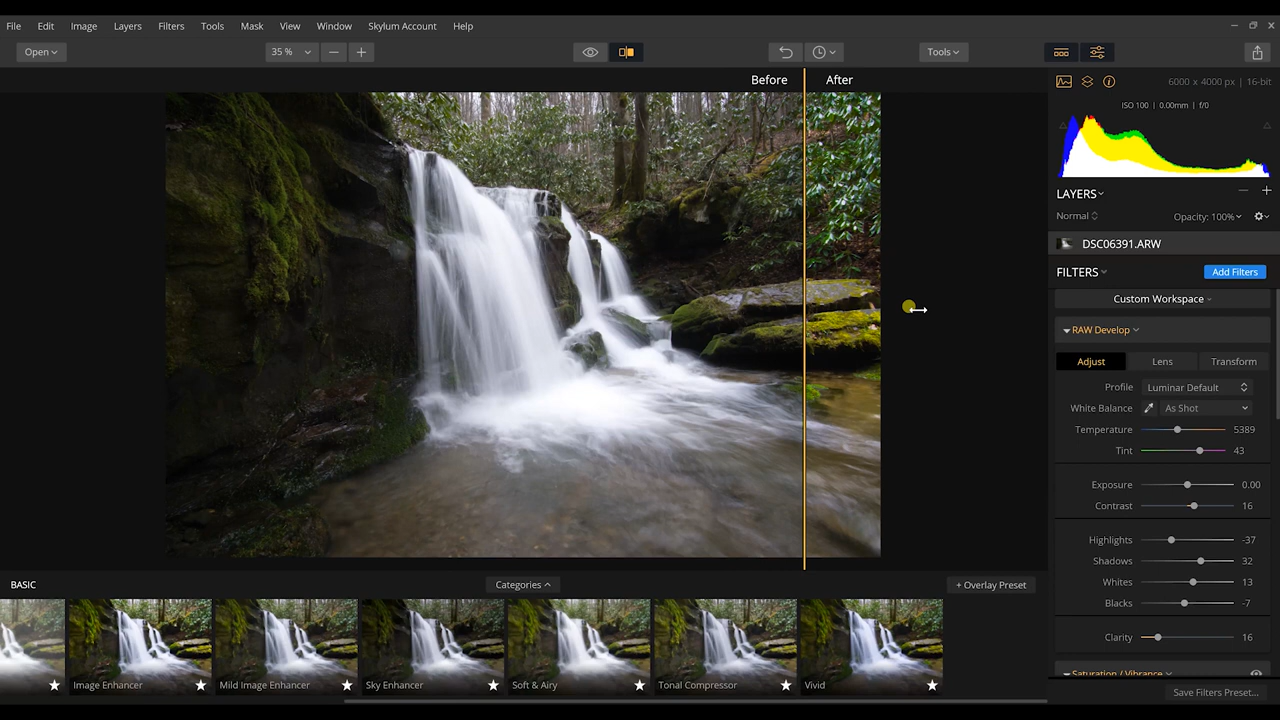 File Edit Image Layers Filters Tools Mask View Window Skylum Account Help
Open 35 % Tools
Before After
6000 x 4000 px | 16-bit
ISO 100 | 0.00mm | f/0
LAYERS
Normal Opacity: 100%
DSC06391.ARW
FILTERS Add Filters
Custom Workspace
RAW Develop
Adjust Lens Transform
Profile Luminar Default
White Balance As Shot
Temperature 5389
Tint 43
Exposure 0.00
Contrast 16
Highlights -37
Shadows 32
Whites 13
Blacks -7
Clarity 16
Saturation / Vibrance
Save Filters Preset...
BASIC Categories + Overlay Preset
Image Enhancer Mild Image Enhancer Sky Enhancer Soft & Airy Tonal Compressor Vivid